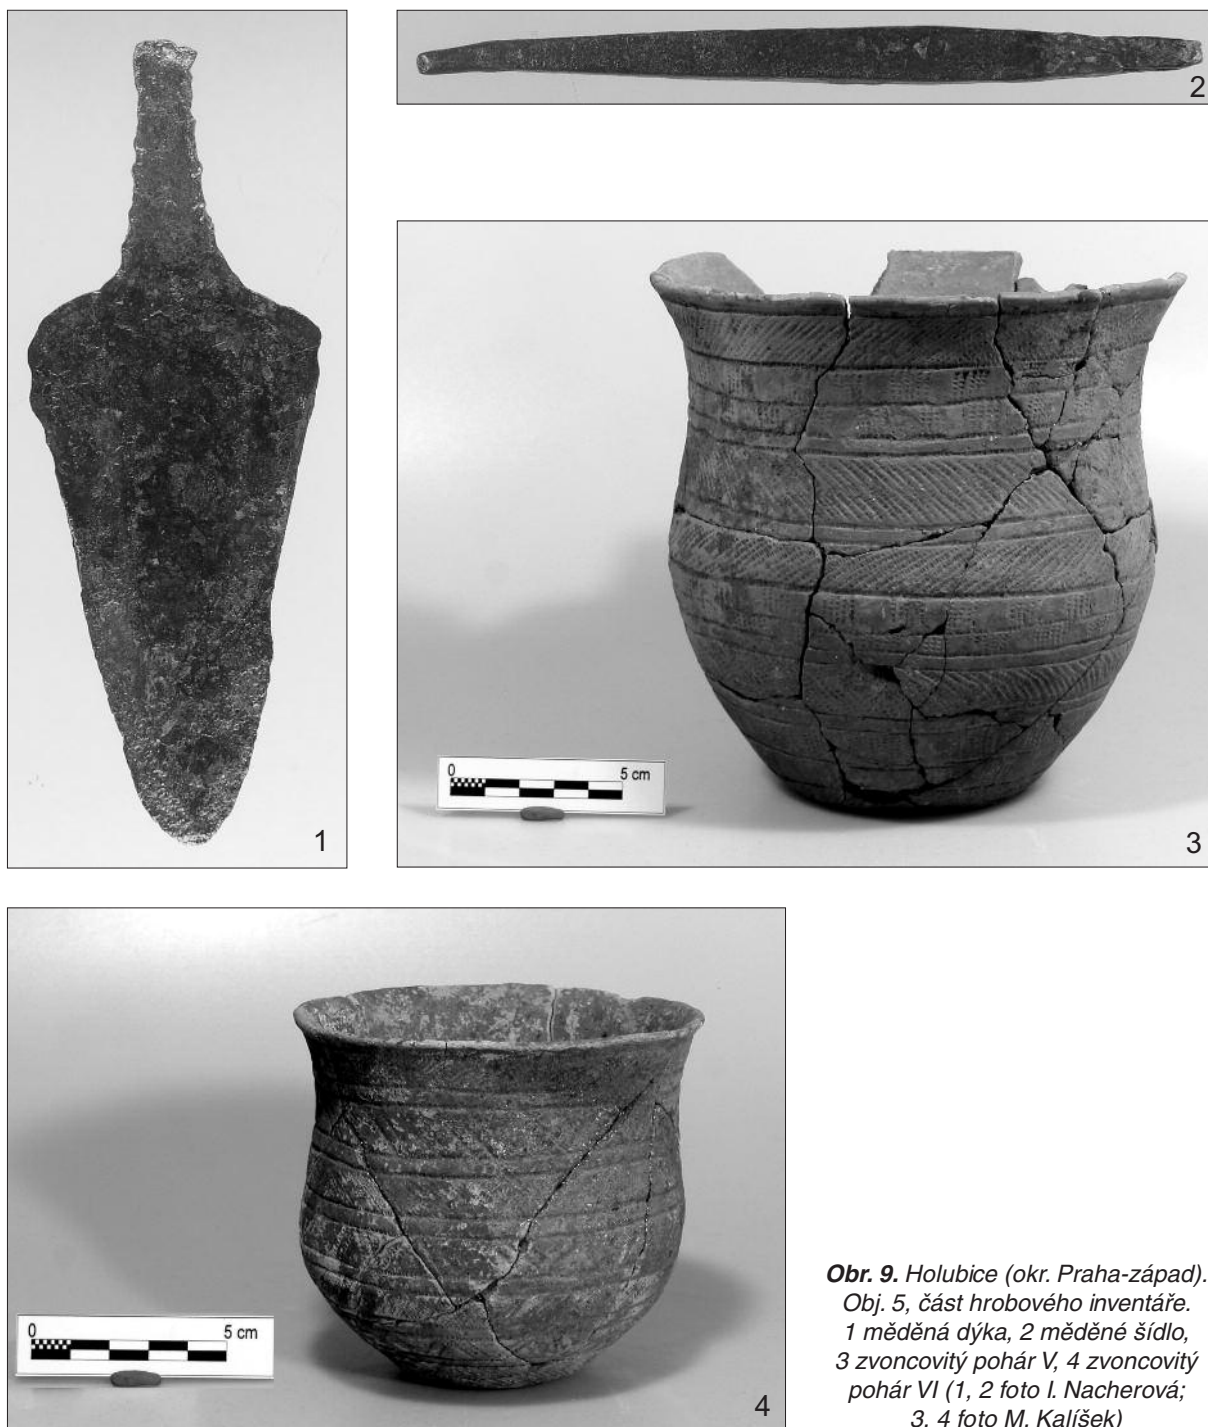 1
2
0 5 cm
3
0 5 cm
4
Obr. 9. Holubice (okr. Praha-západ).
Obj. 5, část hrobového inventáře.
1 měděná dýka, 2 měděné šídlo,
3 zvoncovitý pohár V, 4 zvoncovitý
pohár VI (1, 2 foto I. Nacherová;
3, 4 foto M. Kalíšek)